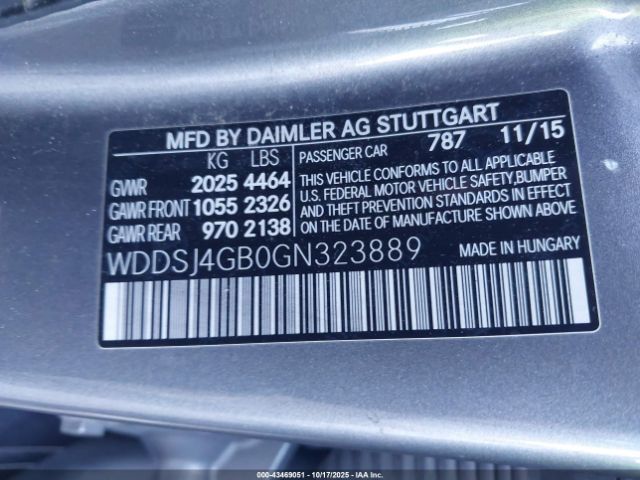 MFD BY DAIMLER AG STUTTGART
KG LBS
GVWR 2025 4464
GAWR FRONT 1055 2326
GAWR REAR 970 2138
PASSENGER CAR 787 11/15
THIS VEHICLE CONFORMS TO ALL APPLICABLE
U.S. FEDERAL MOTOR VEHICLE SAFETY,BUMPER
AND THEFT PREVENTION STANDARDS IN EFFECT
ON THE DATE OF MANUFACTURE SHOWN ABOVE.
WDDSJ4GB0GN323889
MADE IN HUNGARY
000-43469051 - 10/17/2025 - IAAI.COM